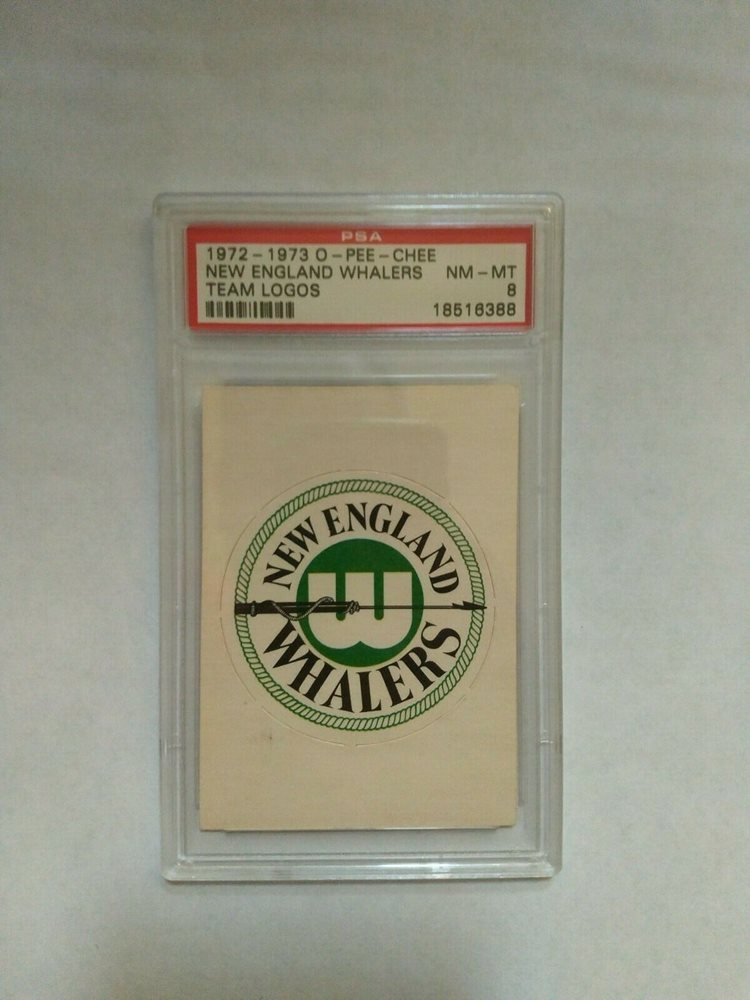 PSA
1972-1973 O-PEE-CHEE
NEW ENGLAND WHALERS NM-MT
TEAM LOGOS 8
18516388
NEW ENGLAND
W
WHALERS